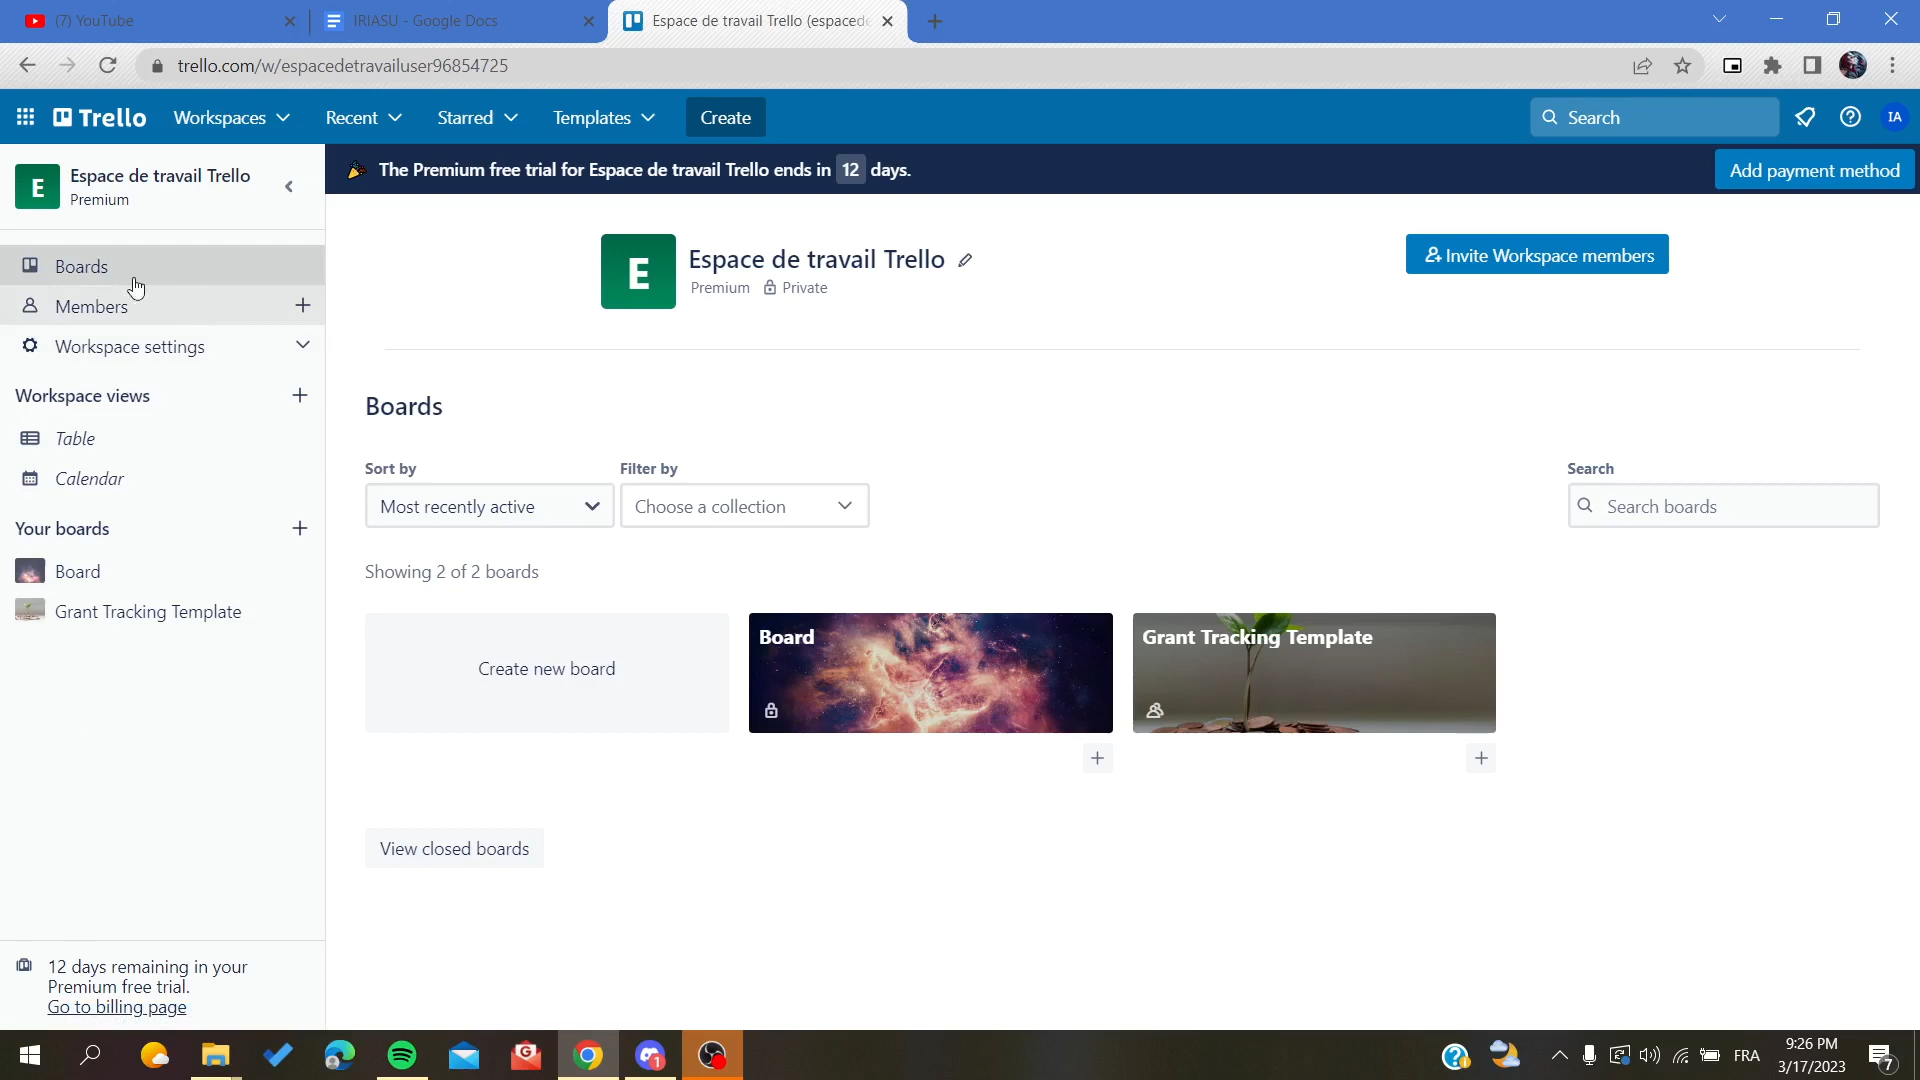 (7) YouTube
IRIASU - Google Docs
Espace de travail Trello (espacede
trello.com/w/espacedetravailuser96854725
Trello
Workspaces
Recent
Starred
Templates
Create
Search
IA
E
Espace de travail Trello
Premium
The Premium free trial for Espace de travail Trello ends in 12 days.
Add payment method
Boards
Members
Workspace settings
Workspace views
Table
Calendar
Your boards
Board
Grant Tracking Template
12 days remaining in your
Premium free trial.
Go to billing page
E
Espace de travail Trello
Premium
Private
Invite Workspace members
Boards
Sort by
Filter by
Search
Most recently active
Choose a collection
Search boards
Showing 2 of 2 boards
Create new board
Board
Grant Tracking Template
View closed boards
G
1
FRA
9:26 PM
3/17/2023
7